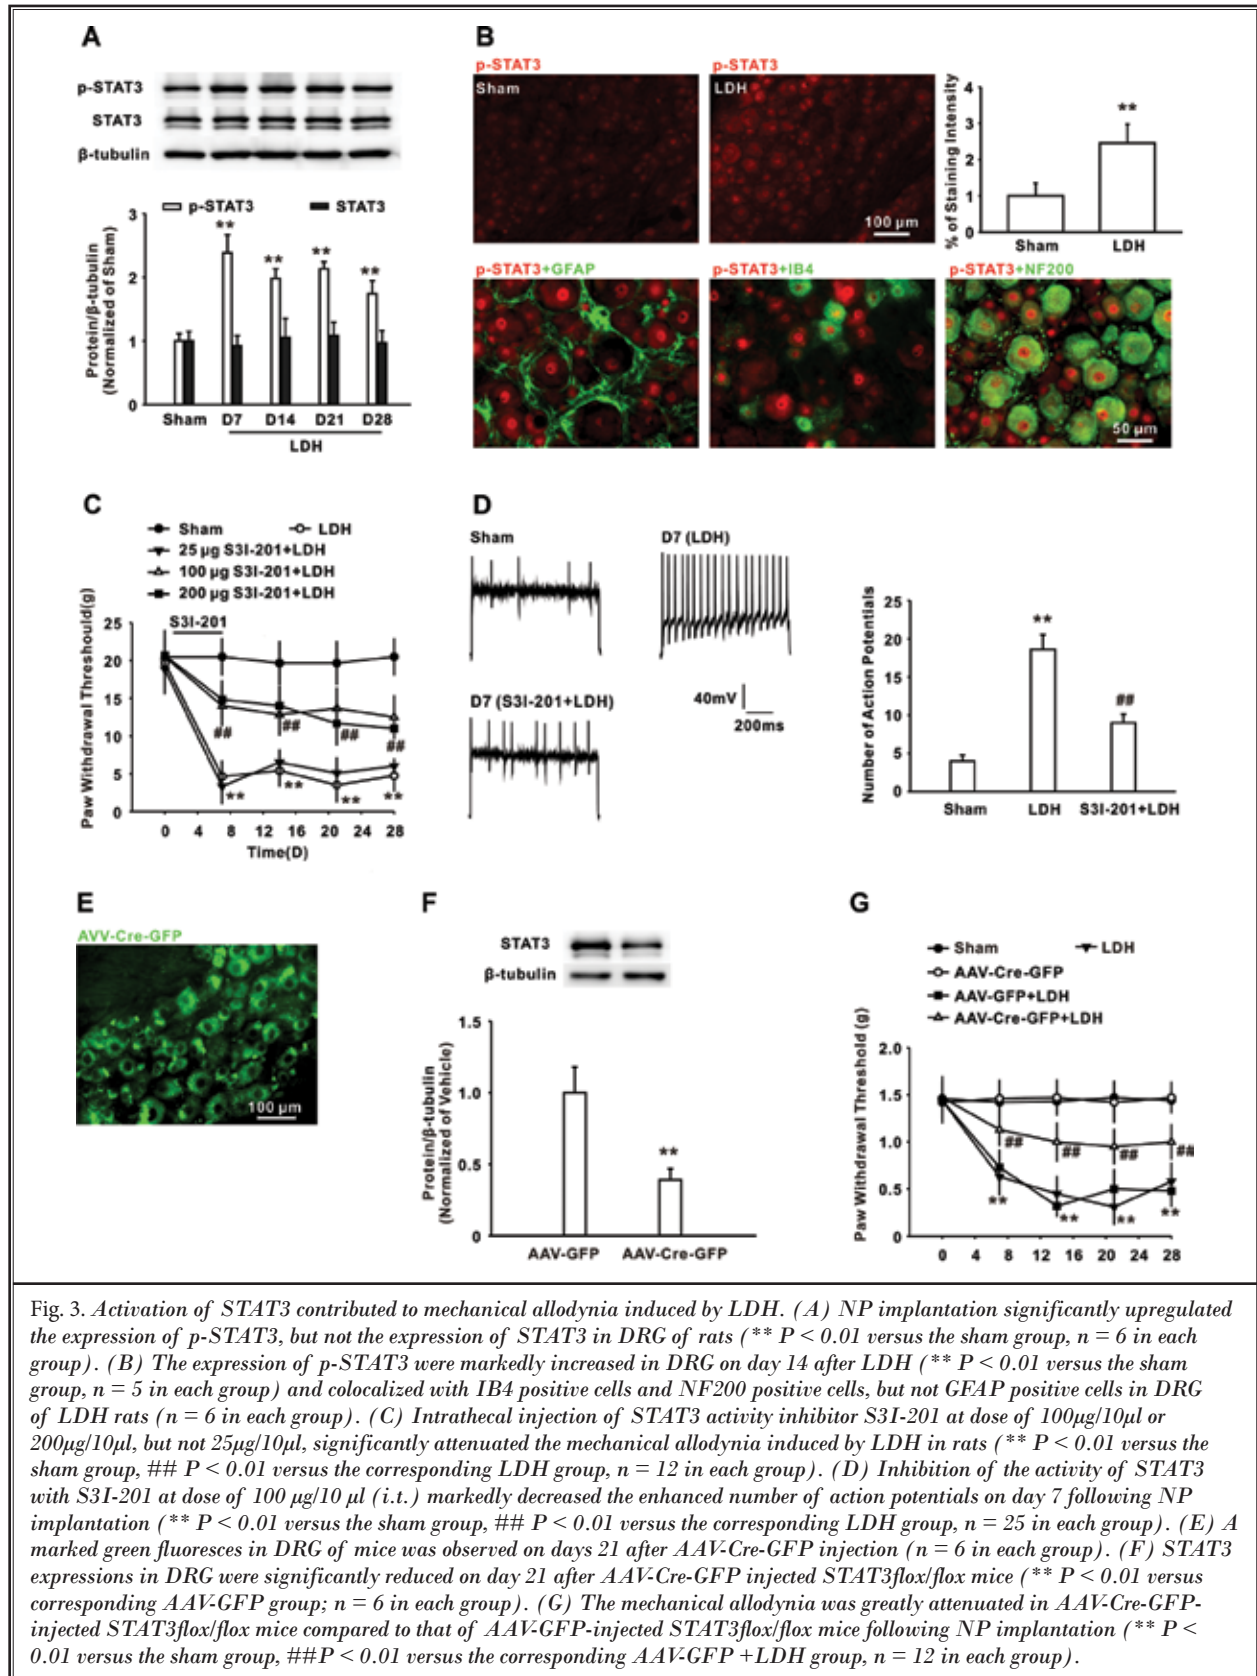 A
p-STAT3
STAT3
β-tubulin
p-STAT3 STAT3
Protein/β-tubulin
(Normalized of Sham)
3
2
1
0
** ** ** **
Sham D7 D14 D21 D28
LDH
B
p-STAT3 p-STAT3
Sham LDH
100 µm
% of Staining Intensity
4
3
2
1
0
**
Sham LDH
p-STAT3+GFAP p-STAT3+IB4 p-STAT3+NF200
50 µm
C
Sham LDH
25 µg S3I-201+LDH
100 µg S3I-201+LDH
200 µg S3I-201+LDH
Paw Withdrawal Threshould(g)
25
20
15
10
5
0
S3I-201
## ## ## ##
** ** ** **
0 4 8 12 16 20 24 28
Time(D)
D
Sham D7 (LDH)
D7 (S3I-201+LDH)
40mV
200ms
Number of Action Potentials
25
20
15
10
5
0
** ##
Sham LDH S3I-201+LDH
E
AVV-Cre-GFP
100 µm
F
STAT3
β-tubulin
Protein/β-tubulin
(Normalized of Vehicle)
1.5
1.0
0.5
0
**
AAV-GFP AAV-Cre-GFP
G
Sham LDH
AAV-Cre-GFP
AAV-GFP+LDH
AAV-Cre-GFP+LDH
Paw Withdrawal Threshold (g)
2.0
1.5
1.0
0.5
0
## ## ## ##
** ** ** **
0 4 8 12 16 20 24 28
Fig. 3. Activation of STAT3 contributed to mechanical allodynia induced by LDH. (A) NP implantation significantly upregulated
the expression of p-STAT3, but not the expression of STAT3 in DRG of rats (** P < 0.01 versus the sham group, n = 6 in each
group). (B) The expression of p-STAT3 were markedly increased in DRG on day 14 after LDH (** P < 0.01 versus the sham
group, n = 5 in each group) and colocalized with IB4 positive cells and NF200 positive cells, but not GFAP positive cells in DRG
of LDH rats (n = 6 in each group). (C) Intrathecal injection of STAT3 activity inhibitor S3I-201 at dose of 100µg/10µl or
200µg/10µl, but not 25µg/10µl, significantly attenuated the mechanical allodynia induced by LDH in rats (** P < 0.01 versus the
sham group, ## P < 0.01 versus the corresponding LDH group, n = 12 in each group). (D) Inhibition of the activity of STAT3
with S3I-201 at dose of 100 µg/10 µl (i.t.) markedly decreased the enhanced number of action potentials on day 7 following NP
implantation (** P < 0.01 versus the sham group, ## P < 0.01 versus the corresponding LDH group, n = 25 in each group). (E) A
marked green fluoresces in DRG of mice was observed on days 21 after AAV-Cre-GFP injection (n = 6 in each group). (F) STAT3
expressions in DRG were significantly reduced on day 21 after AAV-Cre-GFP injected STAT3flox/flox mice (** P < 0.01 versus
corresponding AAV-GFP group; n = 6 in each group). (G) The mechanical allodynia was greatly attenuated in AAV-Cre-GFP-
injected STAT3flox/flox mice compared to that of AAV-GFP-injected STAT3flox/flox mice following NP implantation (** P <
0.01 versus the sham group, ##P < 0.01 versus the corresponding AAV-GFP +LDH group, n = 12 in each group).